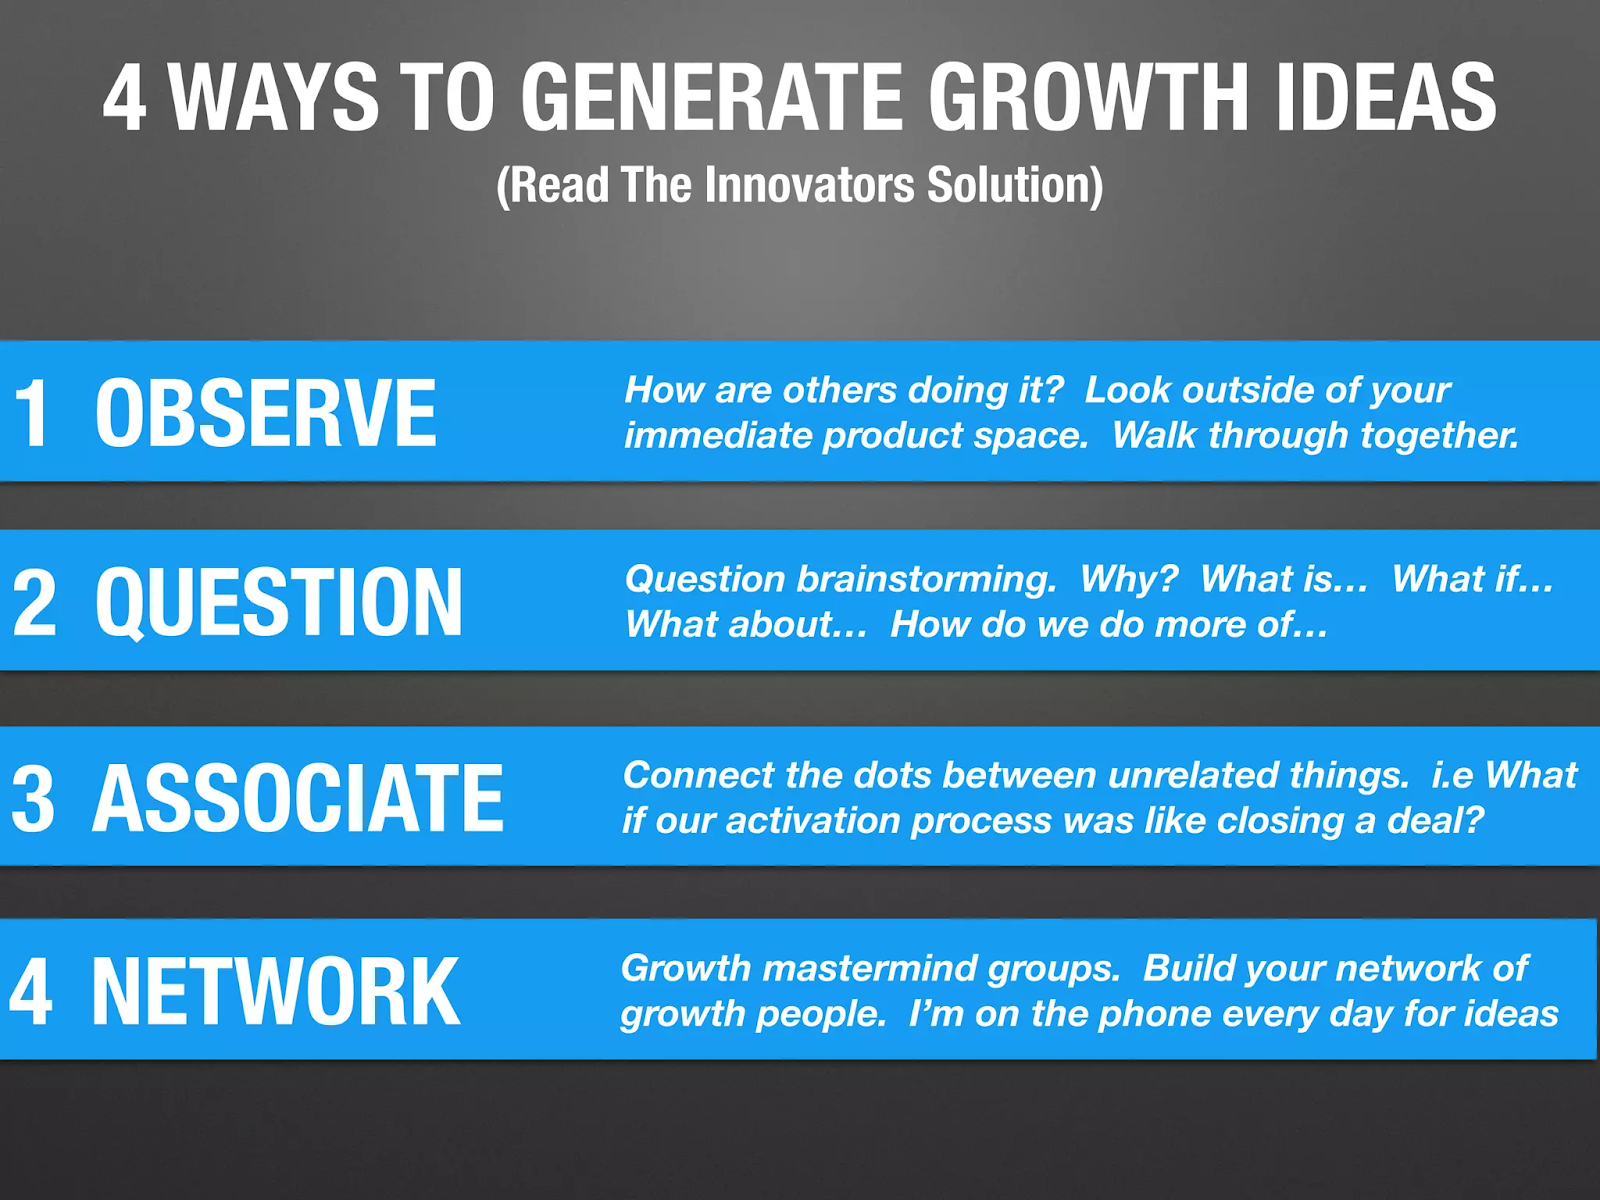 4 WAYS TO GENERATE GROWTH IDEAS
(Read The Innovators Solution)
1 OBSERVE
How are others doing it? Look outside of your
immediate product space. Walk through together.
2 QUESTION
Question brainstorming. Why? What is... What if...
What about... How do we do more of...
3 ASSOCIATE
Connect the dots between unrelated things. i.e What
if our activation process was like closing a deal?
4 NETWORK
Growth mastermind groups. Build your network of
growth people. I'm on the phone every day for ideas